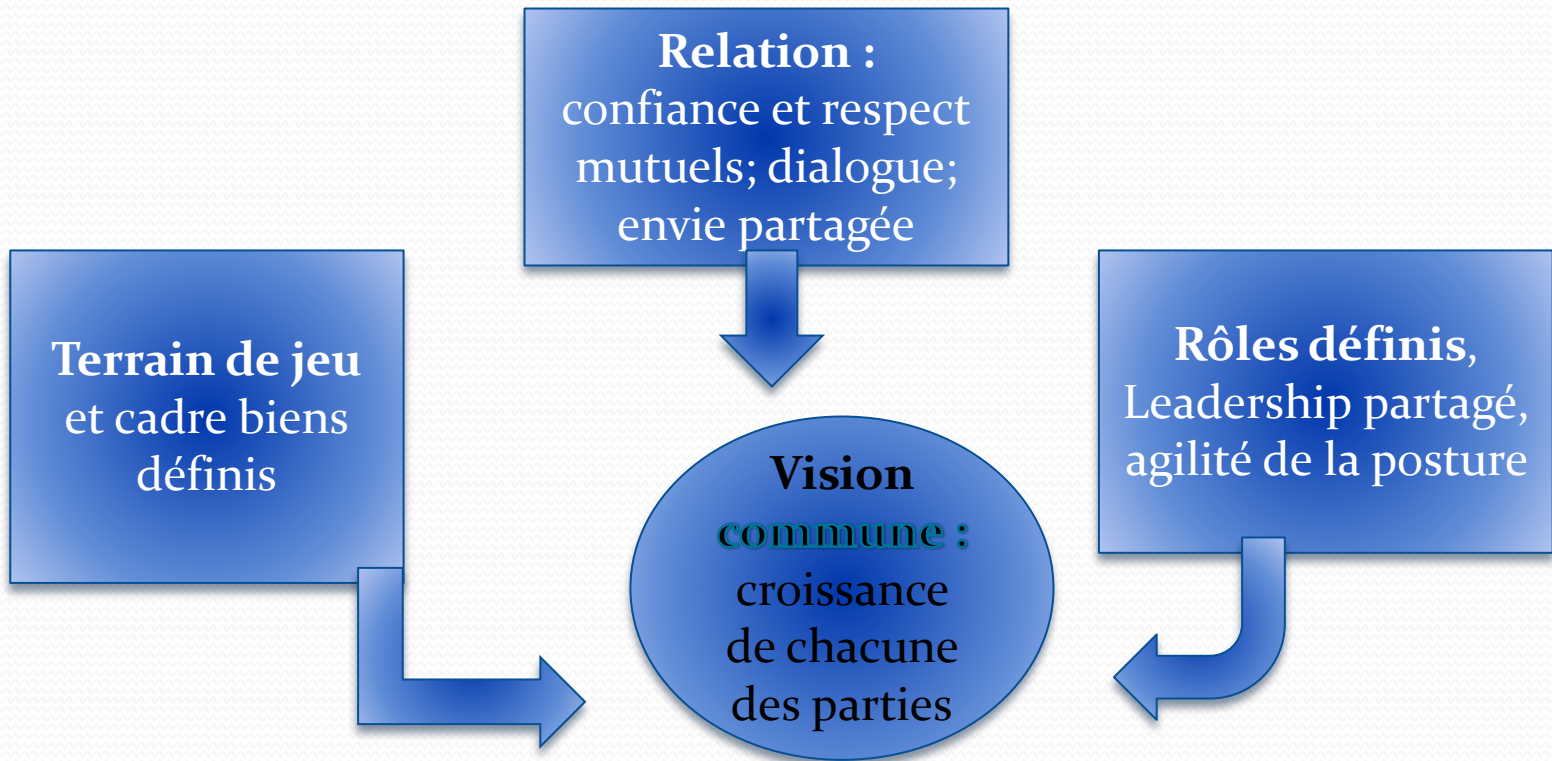 Relation :
confiance et respect
mutuels; dialogue;
envie partagée
Terrain de jeu
et cadre biens
définis
Rôles définis,
Leadership partagé,
agilité de la posture
Vision
commune :
croissance
de chacune
des parties